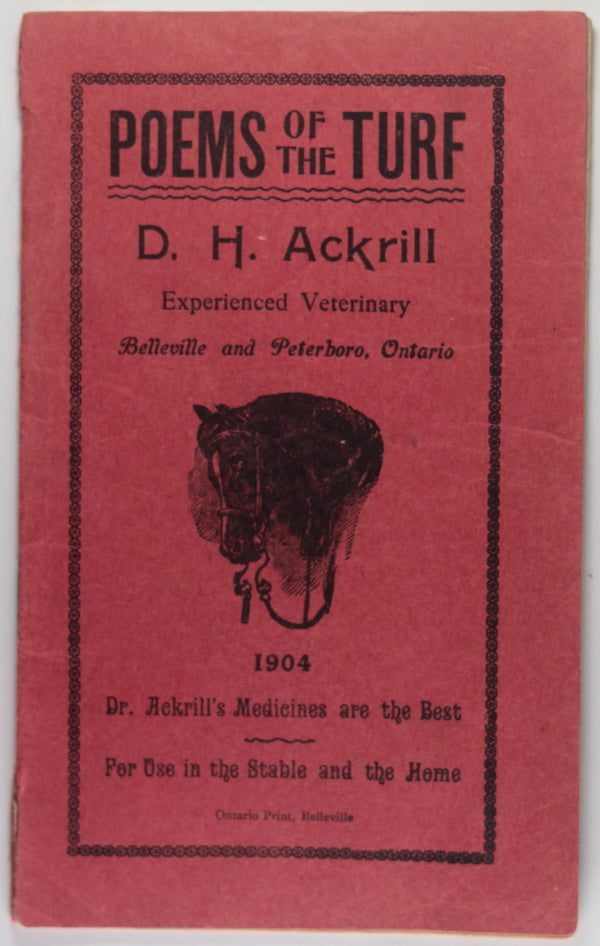 POEMS OF THE TURF
D. H. Ackrill
Experienced Veterinary
Belleville and Peterboro, Ontario
1904
Dr. Ackrill's Medicines are the Best
For Use in the Stable and the Home
Ontario Print, Belleville